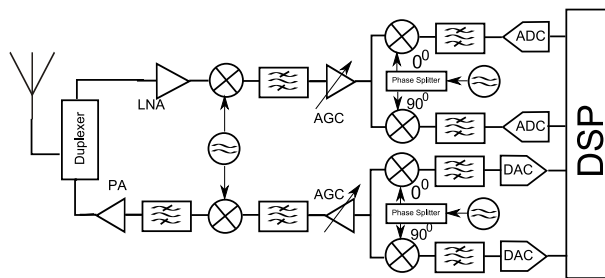 ADC
0⁰
Phase Splitter
LNA
90⁰
AGC
ADC
Duplexer
DSP
DAC
PA
AGC
0⁰
Phase Splitter
90⁰
DAC